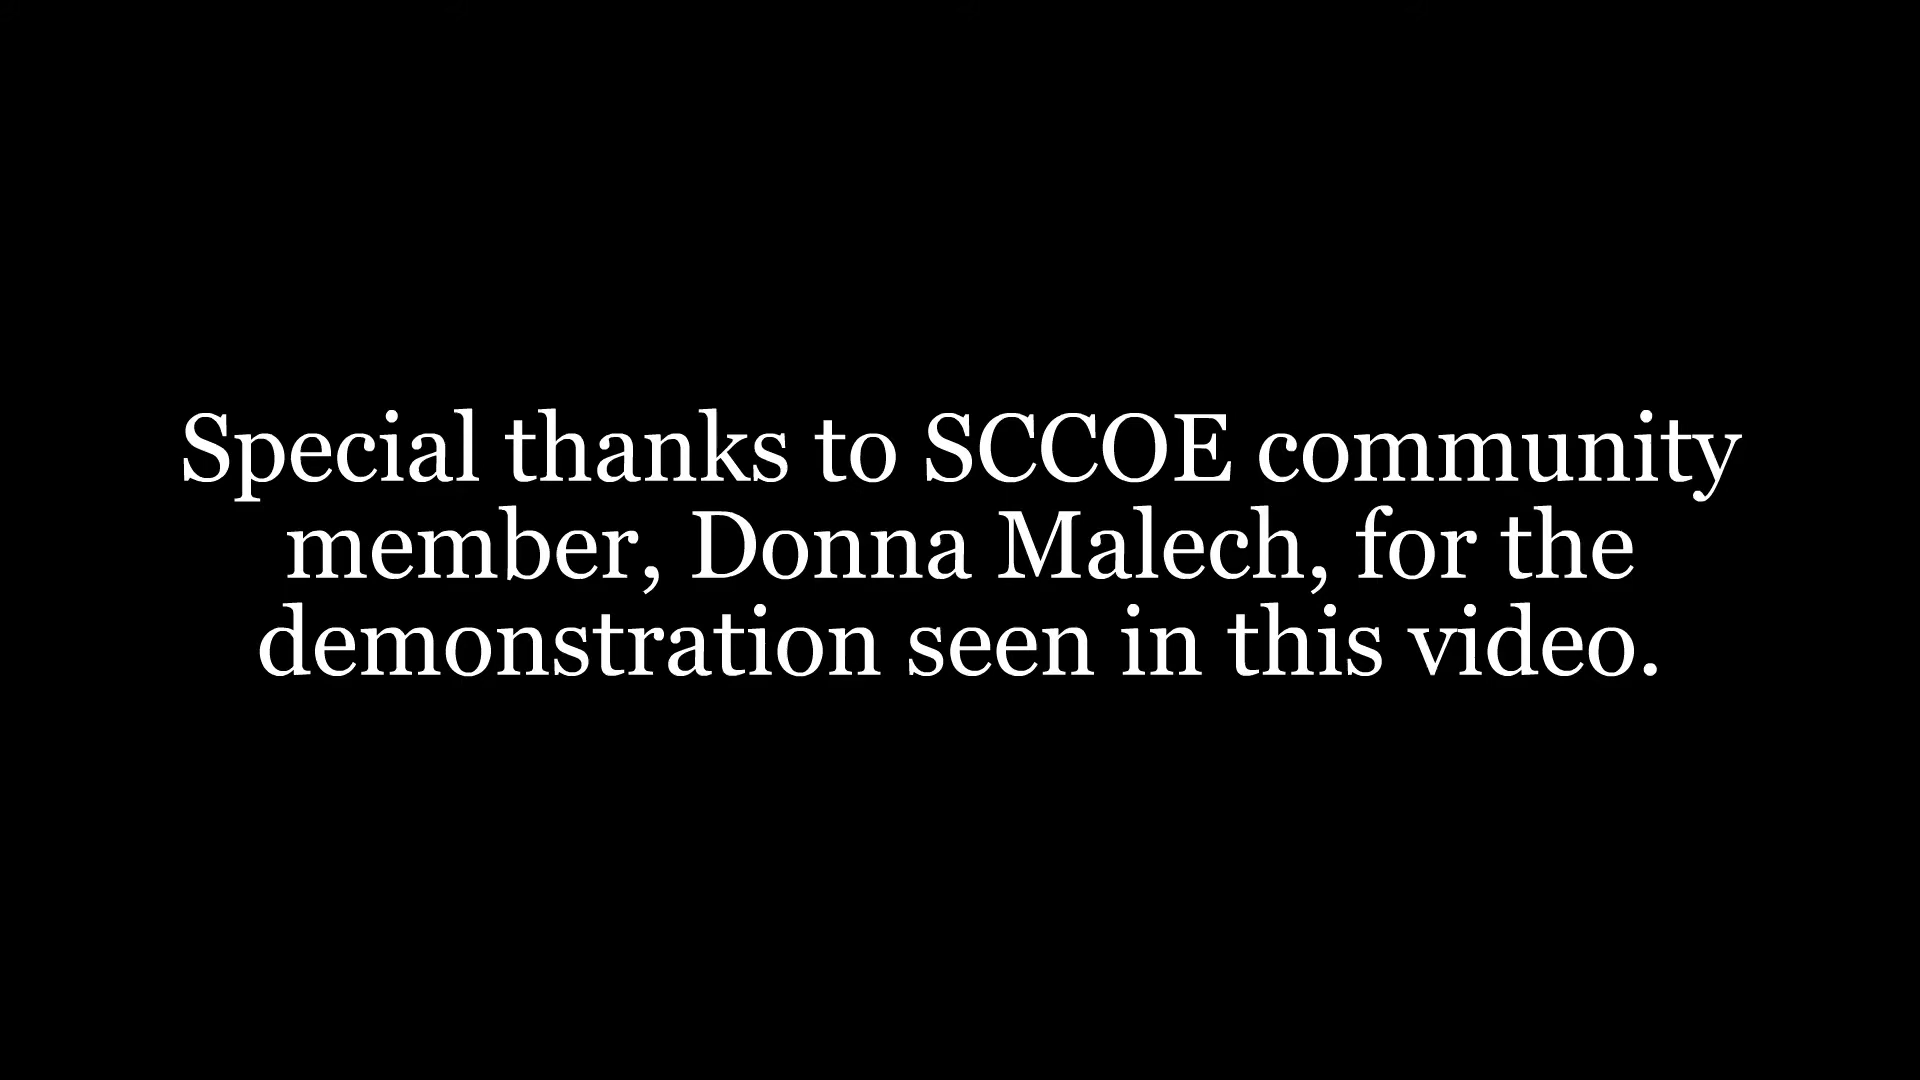 Special thanks to SCCOE community
member, Donna Malech, for the
demonstration seen in this video.